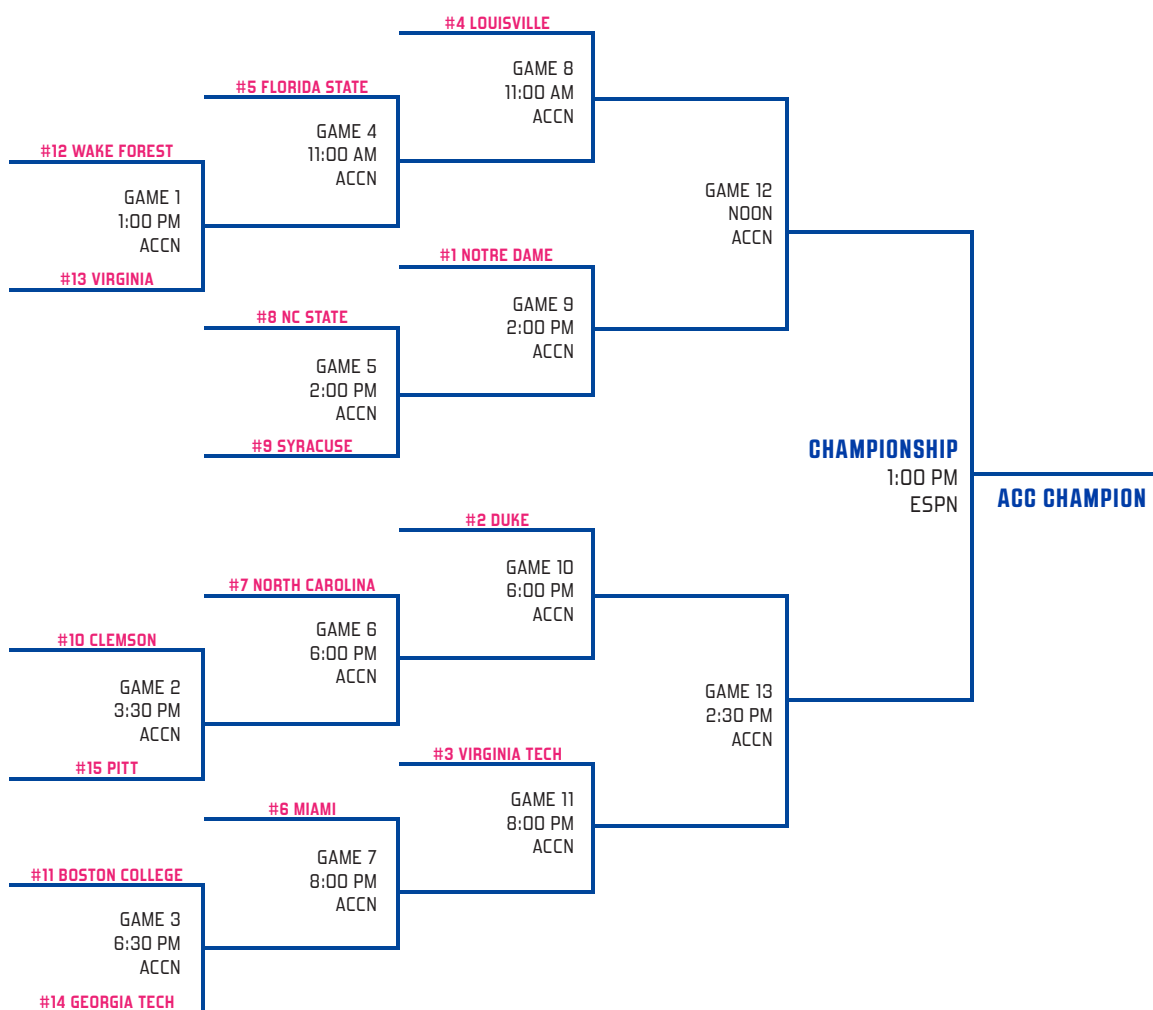 #4 LOUISVILLE
GAME 8
11:00 AM
ACCN
#5 FLORIDA STATE
GAME 4
11:00 AM
ACCN
#12 WAKE FOREST
GAME 1
1:00 PM
ACCN
#13 VIRGINIA
GAME 12
NOON
ACCN
#1 NOTRE DAME
GAME 9
2:00 PM
ACCN
#8 NC STATE
GAME 5
2:00 PM
ACCN
#9 SYRACUSE
CHAMPIONSHIP
1:00 PM
ESPN
ACC CHAMPION
#2 DUKE
GAME 10
6:00 PM
ACCN
#7 NORTH CAROLINA
GAME 6
6:00 PM
ACCN
#10 CLEMSON
GAME 2
3:30 PM
ACCN
#15 PITT
GAME 13
2:30 PM
ACCN
#3 VIRGINIA TECH
GAME 11
8:00 PM
ACCN
#6 MIAMI
GAME 7
8:00 PM
ACCN
#11 BOSTON COLLEGE
GAME 3
6:30 PM
ACCN
#14 GEORGIA TECH